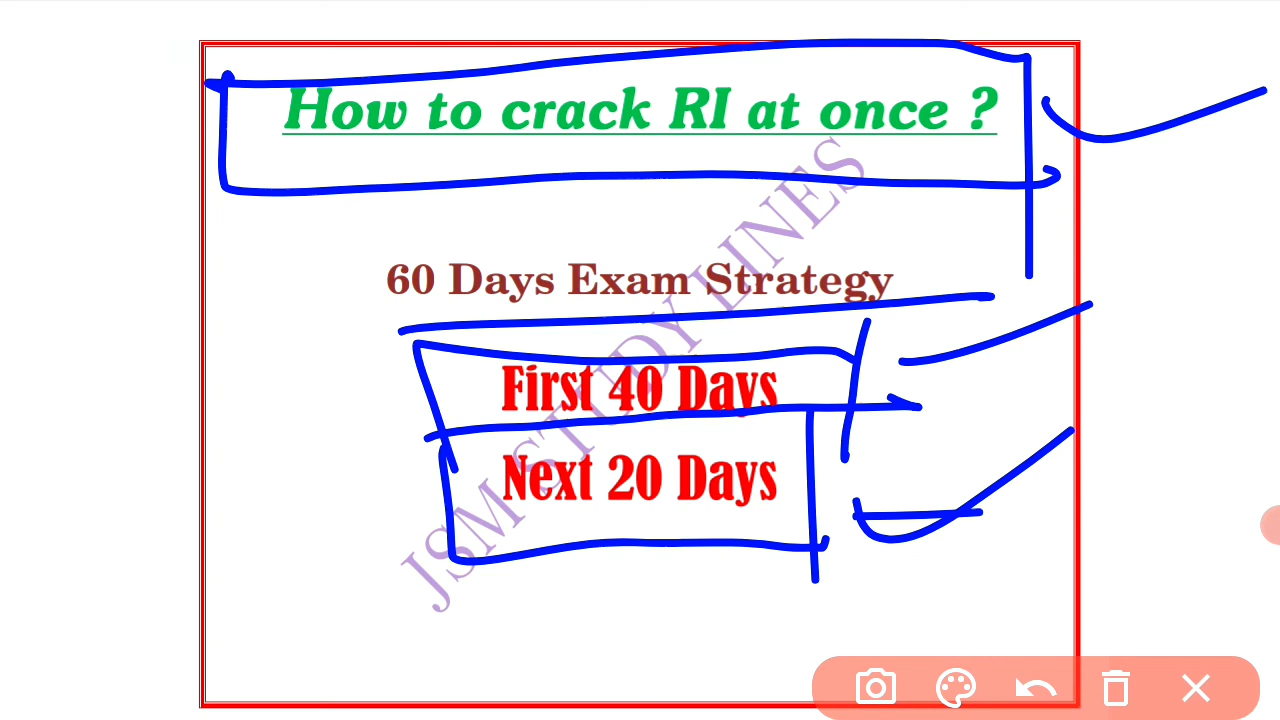 How to crack RI at once ?
60 Days Exam Strategy
First 40 Days
Next 20 Days
JSM STUDY LINES